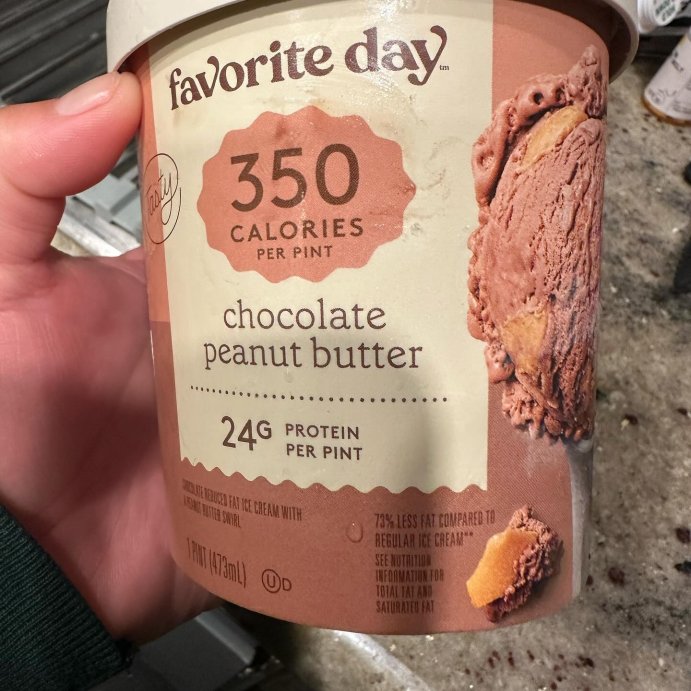 favorite day™
tasty
350
CALORIES
PER PINT
chocolate
peanut butter
24G PROTEIN
PER PINT
CHOCOLATE REDUCED FAT ICE CREAM WITH
A PEANUT BUTTER SWIRL
1 PINT (473mL) U D
73% LESS FAT COMPARED TO
REGULAR ICE CREAM**
SEE NUTRITION
INFORMATION FOR
TOTAL FAT AND
SATURATED FAT